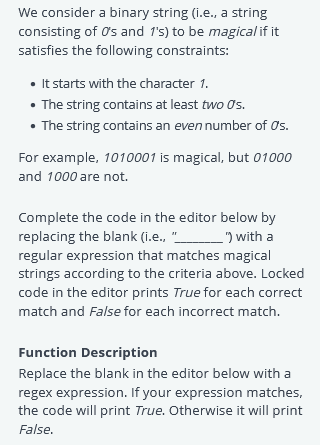 We consider a binary string (i.e., a string
consisting of 0's and 1's) to be magical if it
satisfies the following constraints:
• It starts with the character 1.
• The string contains at least two 0's.
• The string contains an even number of 0's.
For example, 1010001 is magical, but 01000
and 1000 are not.
Complete the code in the editor below by
replacing the blank (i.e., "________") with a
regular expression that matches magical
strings according to the criteria above. Locked
code in the editor prints True for each correct
match and False for each incorrect match.
Function Description
Replace the blank in the editor below with a
regex expression. If your expression matches,
the code will print True. Otherwise it will print
False.